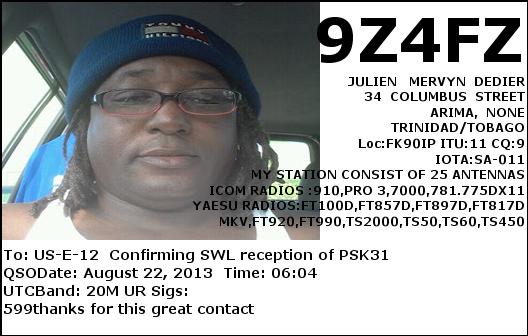 TOMMY
HILFIGER
9Z4FZ
JULIEN MERVYN DEDIER
34 COLUMBUS STREET
ARIMA, NONE
TRINIDAD/TOBAGO
Loc:FK90IP ITU:11 CQ:9
IOTA:SA-011
MY STATION CONSIST OF 25 ANTENNAS
ICOM RADIOS :910,PRO 3,7000,781.775DX11
YAESU RADIOS:FT100D,FT857D,FT897D,FT817D
MKV,FT920,FT990,TS2000,TS50,TS60,TS450
To: US-E-12 Confirming SWL reception of PSK31
QSODate: August 22, 2013 Time: 06:04
UTCBand: 20M UR Sigs:
599thanks for this great contact